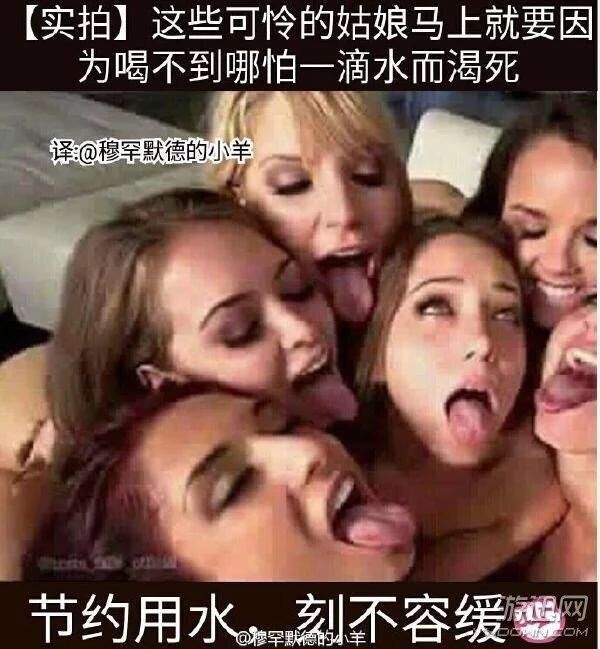 【实拍】这些可怜的姑娘马上就要因
为喝不到哪怕一滴水而渴死
译:@穆罕默德的小羊
节约用水，刻不容缓
@穆罕默德的小羊